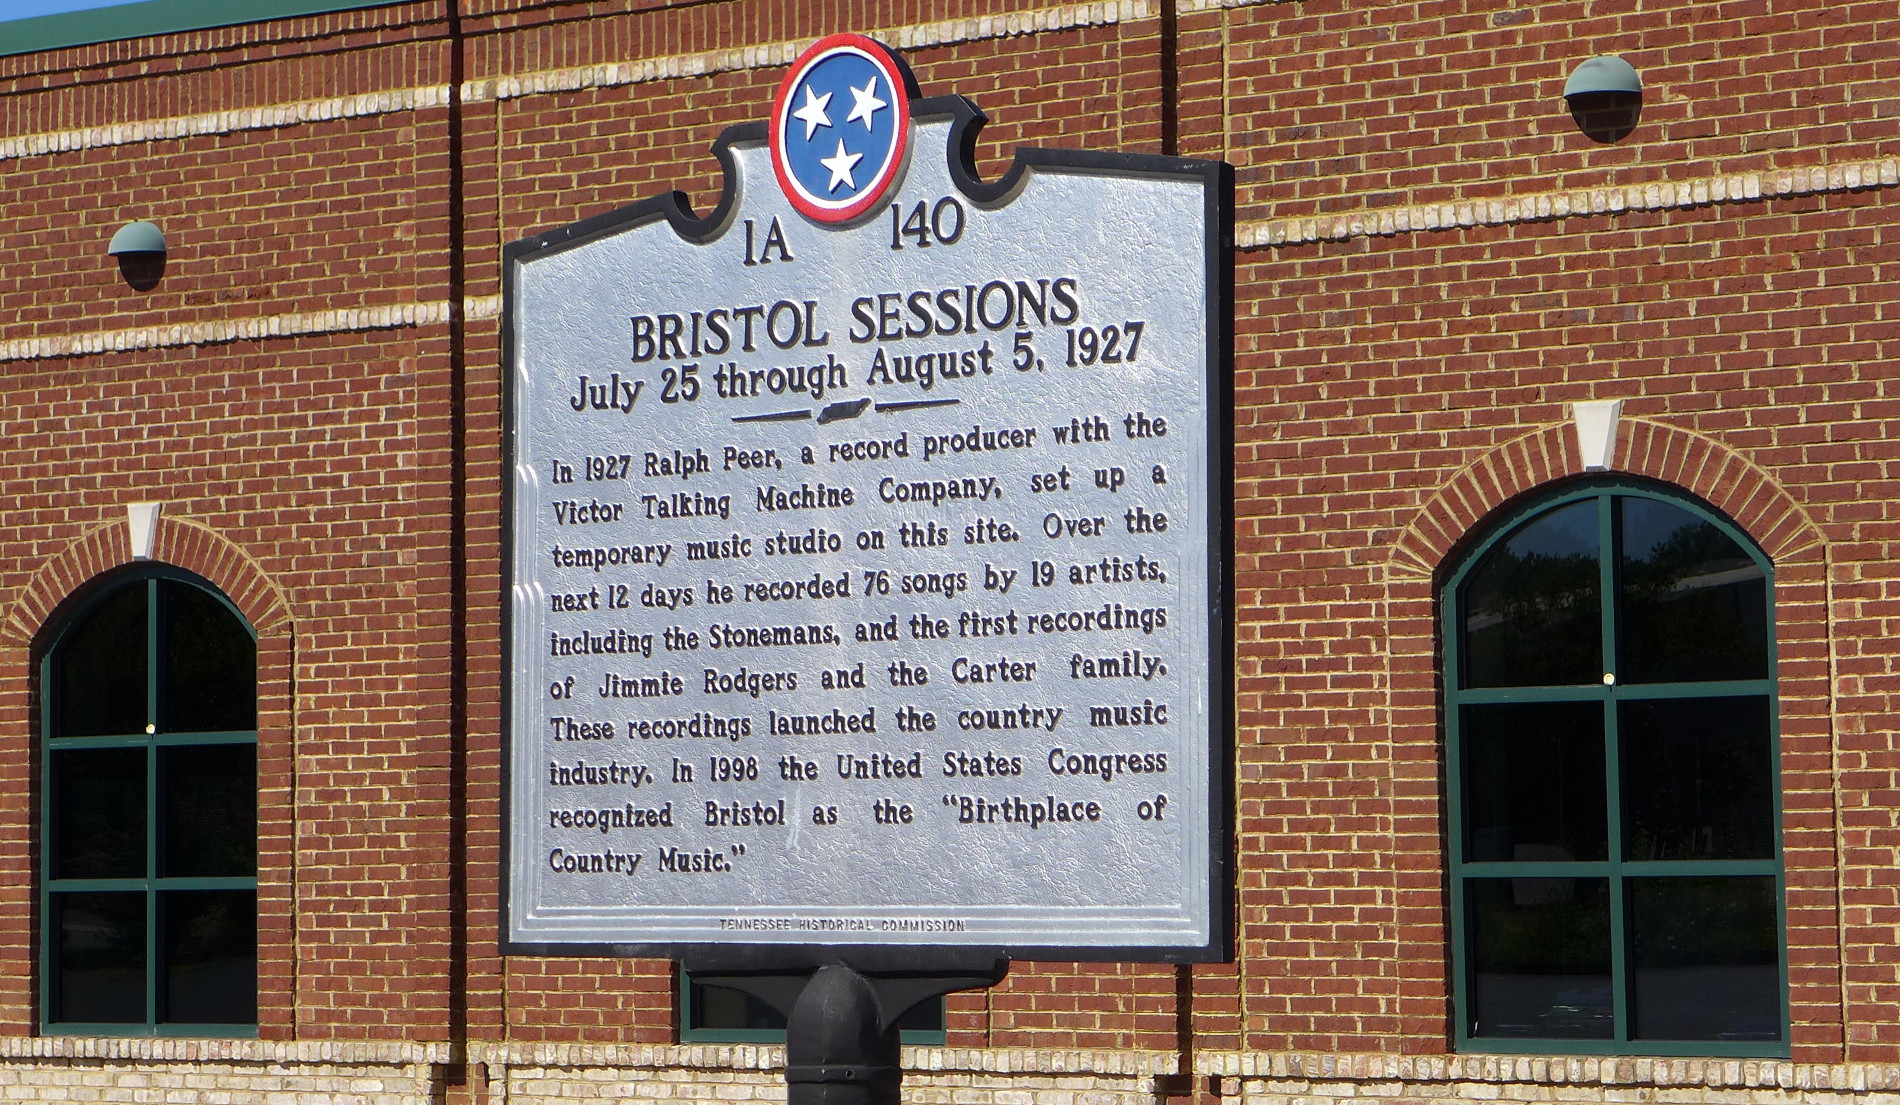 1A 140
BRISTOL SESSIONS
July 25 through August 5, 1927
In 1927 Ralph Peer, a record producer with the
Victor Talking Machine Company, set up a
temporary music studio on this site. Over the
next 12 days he recorded 76 songs by 19 artists,
including the Stonemans, and the first recordings
of Jimmie Rodgers and the Carter family.
These recordings launched the country music
industry. In 1998 the United States Congress
recognized Bristol as the “Birthplace of
Country Music.”
TENNESSEE HISTORICAL COMMISSION